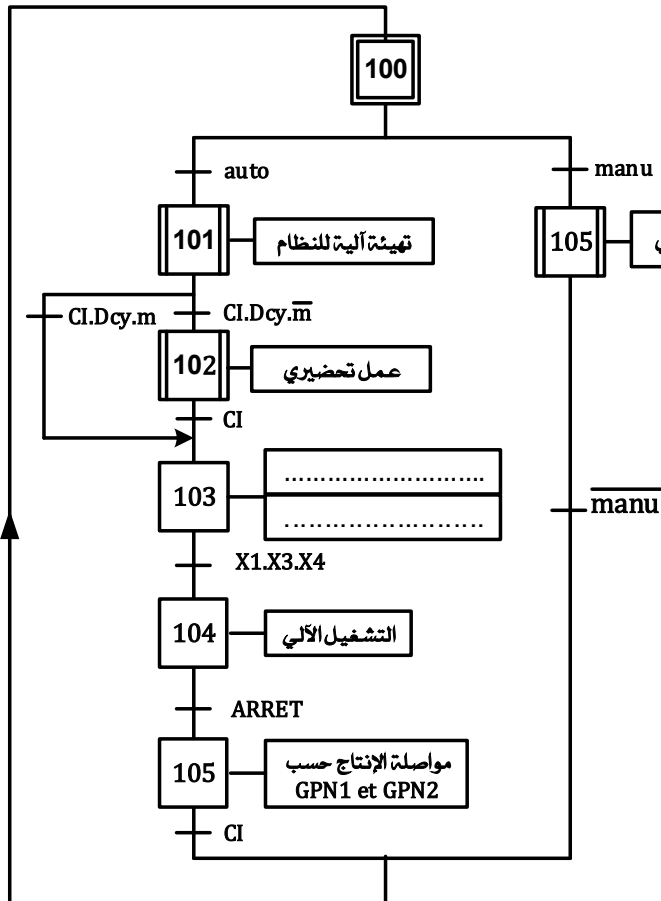 100
auto
manu
101
تهيئة آلية للنظام
105
CI.Dcy.m
CI.Dcy.m̅
102
عمل تحضيري
CI
103
............................
............................
m̅a̅n̅u̅
X1.X3.X4
104
التشغيل الآلي
ARRET
105
مواصلة الإنتاج حسب
GPN1 et GPN2
CI